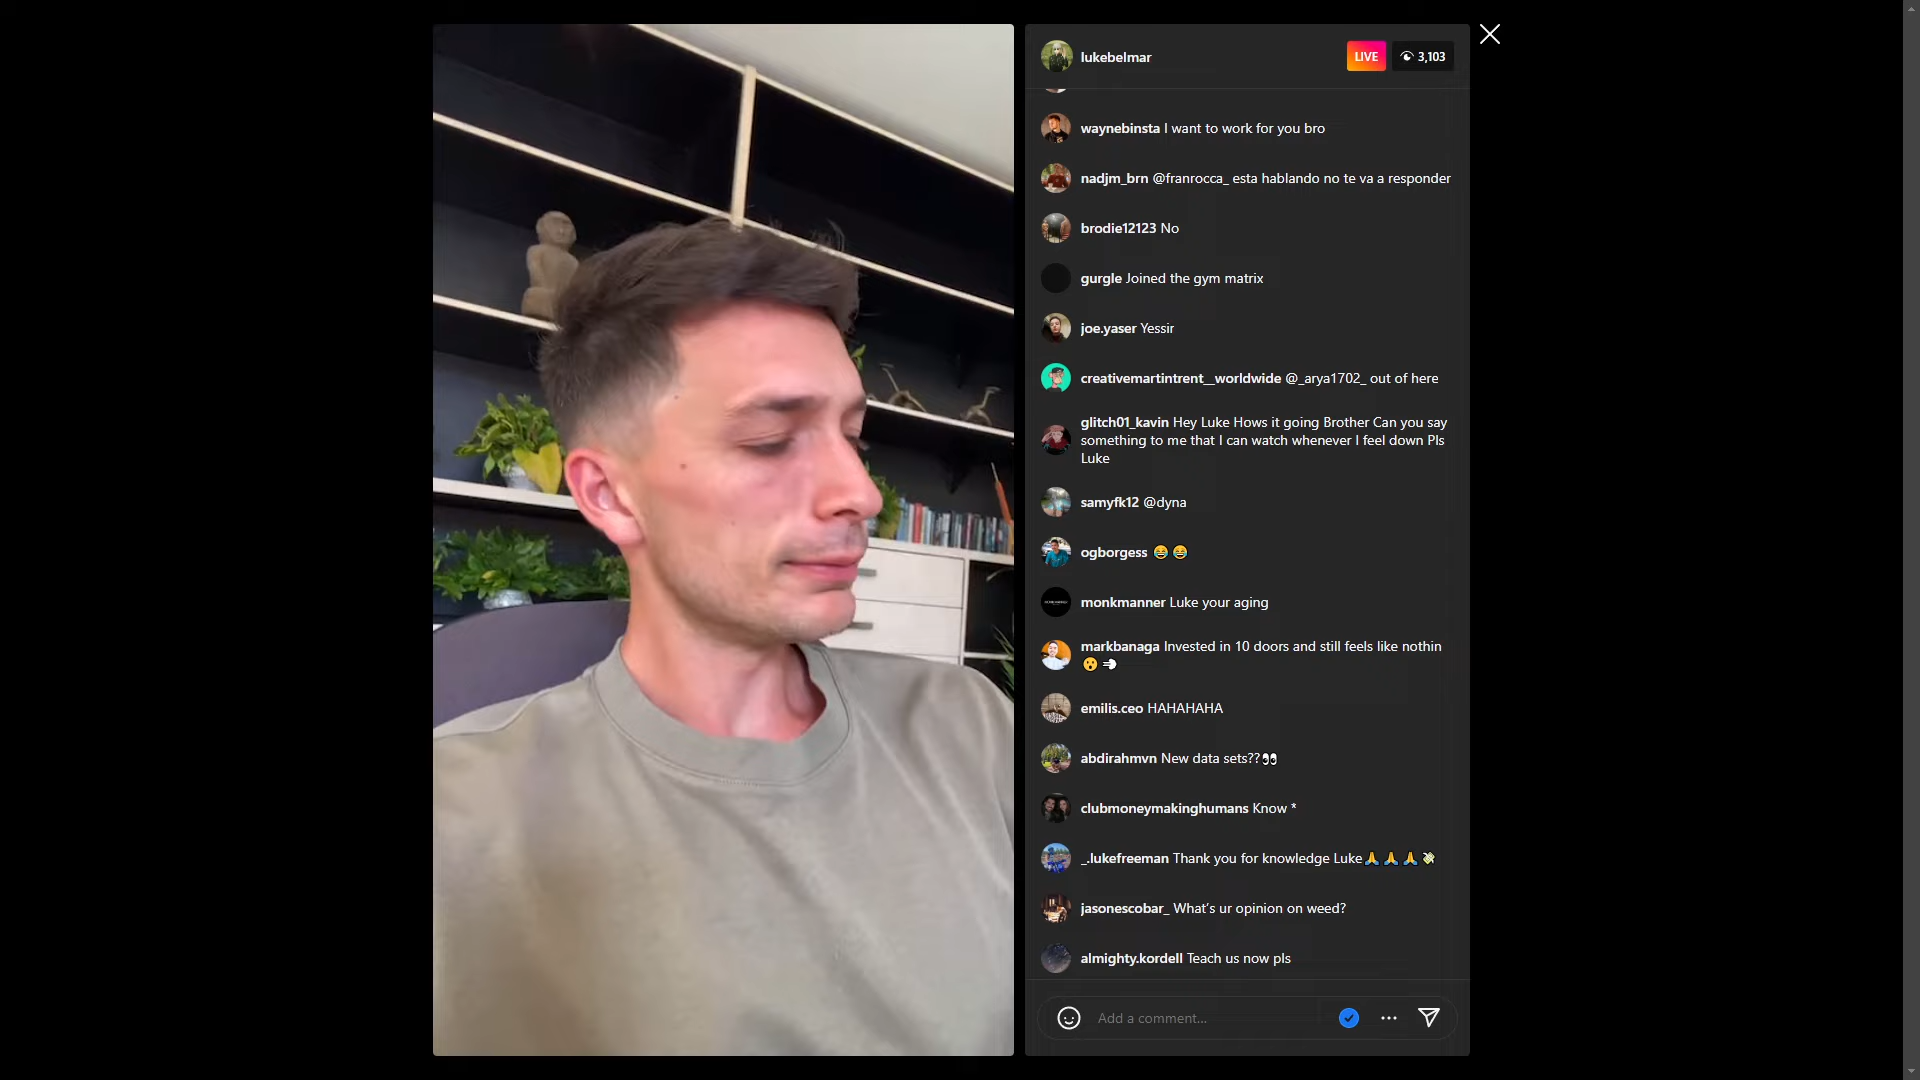 lukebelmar
LIVE
3,103
waynebinsta I want to work for you bro
nadjm_brn @franrocca_ esta hablando no te va a responder
brodie12123 No
gurgle Joined the gym matrix
joe.yaser Yessir
creativemartintrent__worldwide @_arya1702_ out of here
glitch01_kavin Hey Luke Hows it going Brother Can you say
something to me that I can watch whenever I feel down Pls
Luke
samyfk12 @dyna
ogborgess 😂 😂
monkmanner Luke your aging
markbanaga Invested in 10 doors and still feels like nothin
😮‍💨
emilis.ceo HAHAHAHA
abdirahmvn New data sets??👀
clubmoneymakinghumans Know *
_.lukefreeman Thank you for knowledge Luke🙏🙏🙏💸
jasonescobar_ What's ur opinion on weed?
almighty.kordell Teach us now pls
Add a comment...